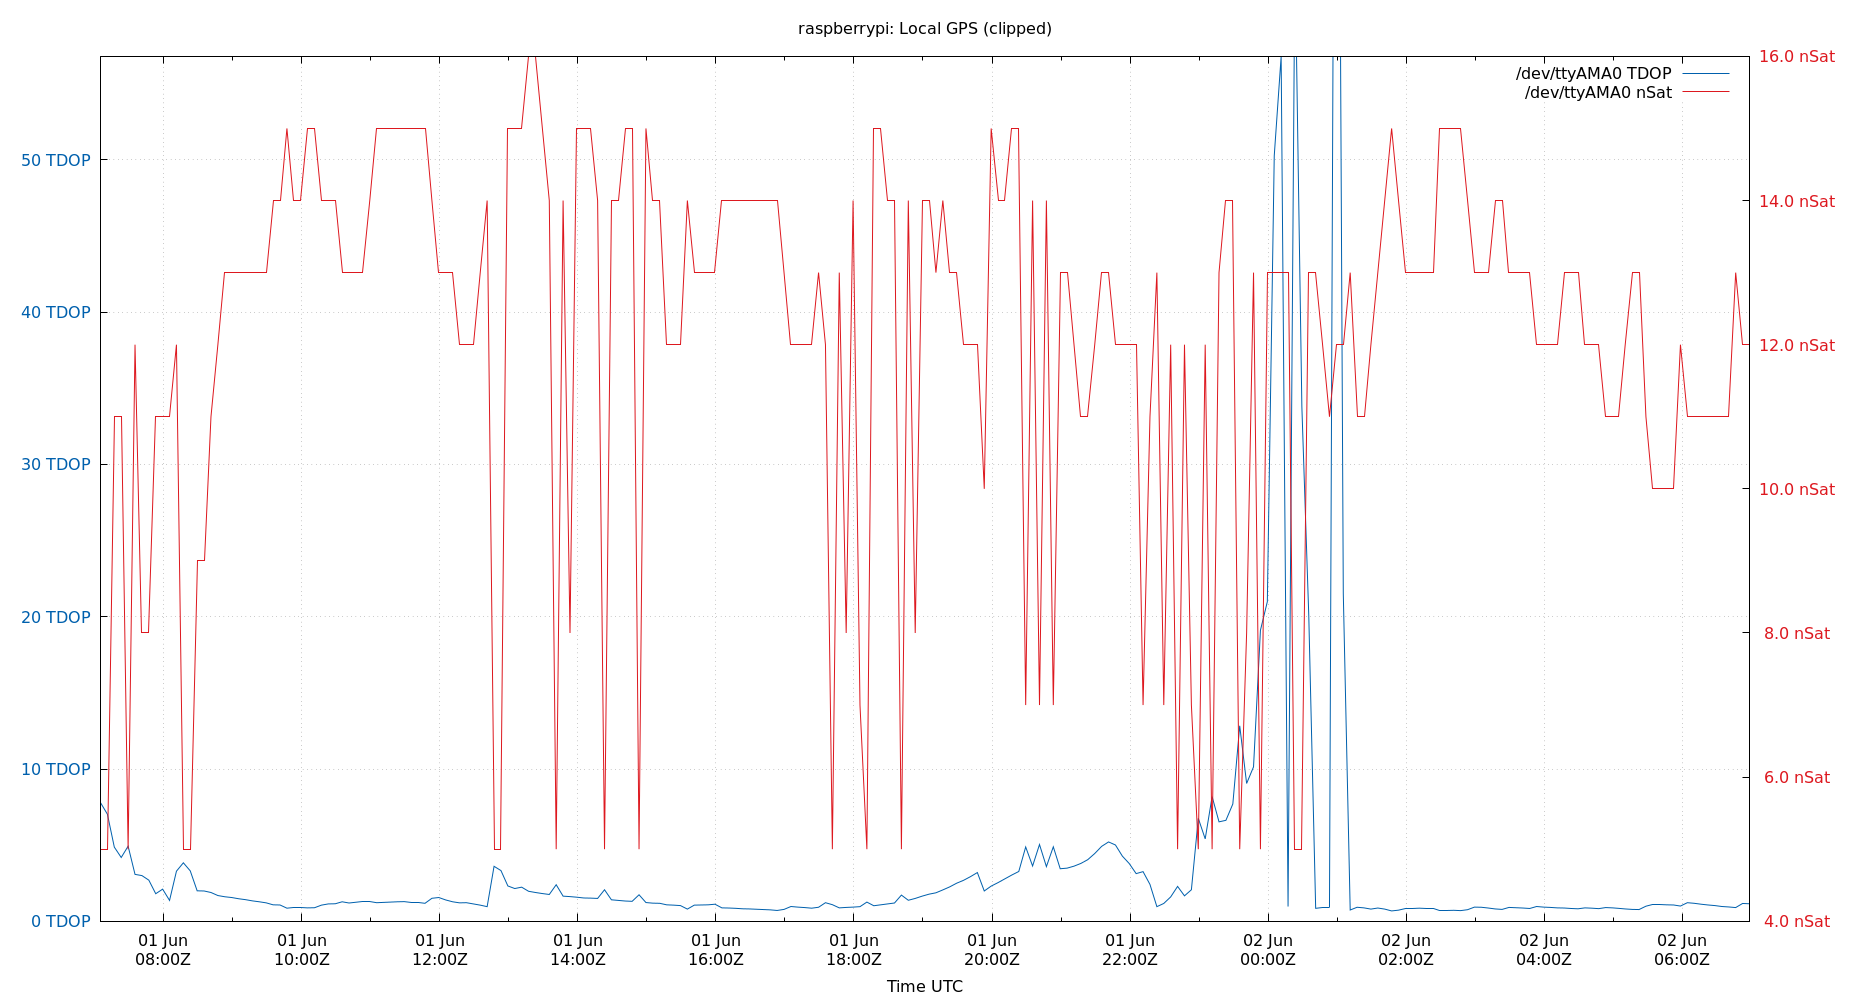 raspberrypi: Local GPS (clipped)
/dev/ttyAMA0 TDOP
/dev/ttyAMA0 nSat
50 TDOP
40 TDOP
30 TDOP
20 TDOP
10 TDOP
0 TDOP
16.0 nSat
14.0 nSat
12.0 nSat
10.0 nSat
8.0 nSat
6.0 nSat
4.0 nSat
01 Jun 01 Jun 01 Jun 01 Jun 01 Jun 01 Jun 01 Jun 01 Jun 02 Jun 02 Jun 02 Jun 02 Jun
08:00Z 10:00Z 12:00Z 14:00Z 16:00Z 18:00Z 20:00Z 22:00Z 00:00Z 02:00Z 04:00Z 06:00Z
Time UTC